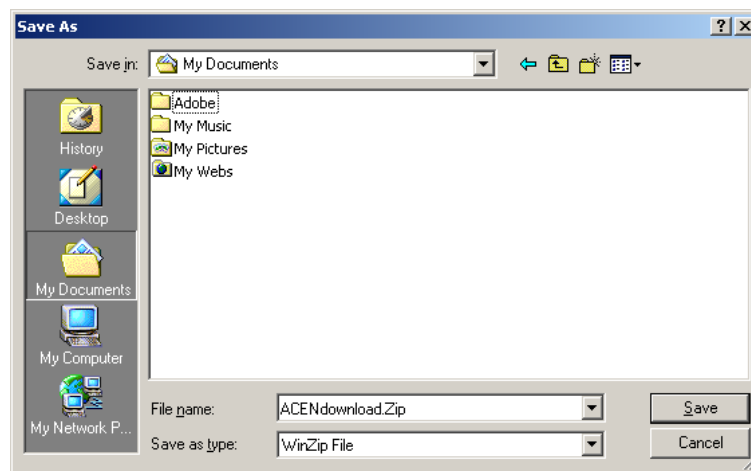 Save As
Save in: My Documents
History
Desktop
My Documents
My Computer
My Network P...
Adobe
My Music
My Pictures
My Webs
File name: ACENdownload.Zip Save
Save as type: WinZip File Cancel